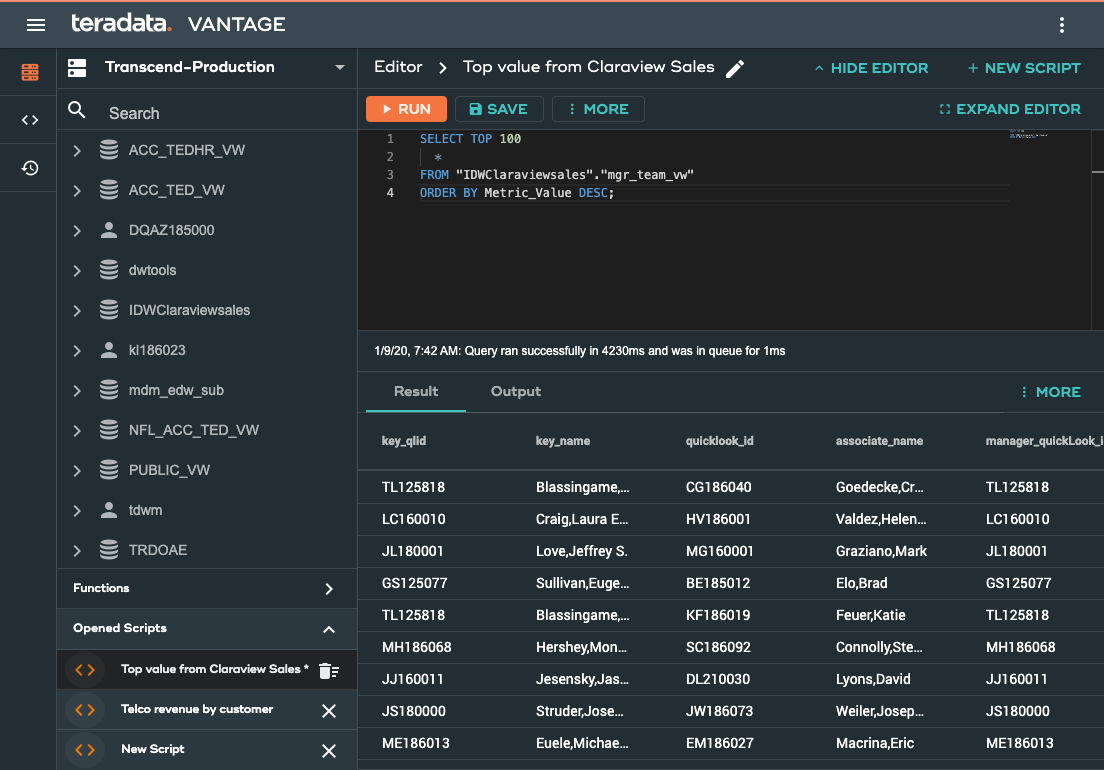 teradata. VANTAGE
Transcend-Production
Editor > Top value from Claraview Sales
HIDE EDITOR
+ NEW SCRIPT
Search
RUN
SAVE
MORE
EXPAND EDITOR
ACC_TEDHR_VW
ACC_TED_VW
DQAZ185000
dwtools
IDWClaraviewsales
kl186023
mdm_edw_sub
NFL_ACC_TED_VW
PUBLIC_VW
tdwm
TRDOAE
Functions
Opened Scripts
Top value from Claraview Sales *
Telco revenue by customer
New Script
1 SELECT TOP 100
2 *
3 FROM "IDWClaraviewsales"."mgr_team_vw"
4 ORDER BY Metric_Value DESC;
1/9/20, 7:42 AM: Query ran successfully in 4230ms and was in queue for 1ms
Result Output
MORE
key_qlid key_name quicklook_id associate_name manager_quickLook_i
TL125818 Blassingame,... CG186040 Goedecke,Cr... TL125818
LC160010 Craig,Laura E... HV186001 Valdez,Helen... LC160010
JL180001 Love,Jeffrey S. MG160001 Graziano,Mark JL180001
GS125077 Sullivan,Euge... BE185012 Elo,Brad GS125077
TL125818 Blassingame,... KF186019 Feuer,Katie TL125818
MH186068 Hershey,Mon... SC186092 Connolly,Ste... MH186068
JJ160011 Jesensky,Jas... DL210030 Lyons,David JJ160011
JS180000 Struder,Jose... JW186073 Weiler,Josep... JS180000
ME186013 Euele,Michae... EM186027 Macrina,Eric ME186013